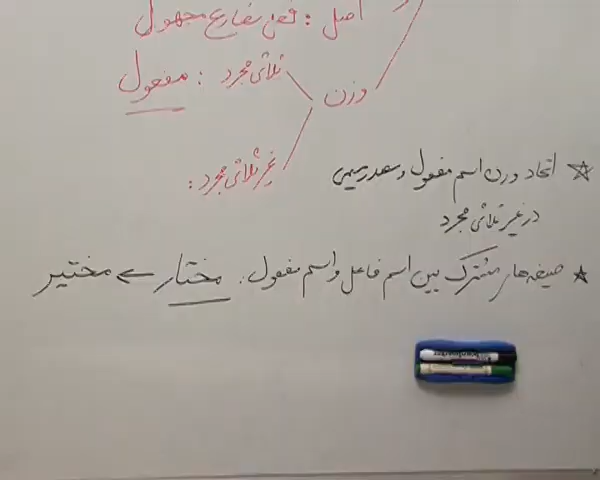 اصل : فعل مضارع مجهول
وزن
ثلاثی مجرد : مفعول
غیر ثلاثی مجرد :
☆ اتحاد وزن اسم مفعول و مصدر میمی
در غیر ثلاثی مجرد
☆ صیغه های مشترک بین اسم فاعل و اسم مفعول : مختار ← مختیر